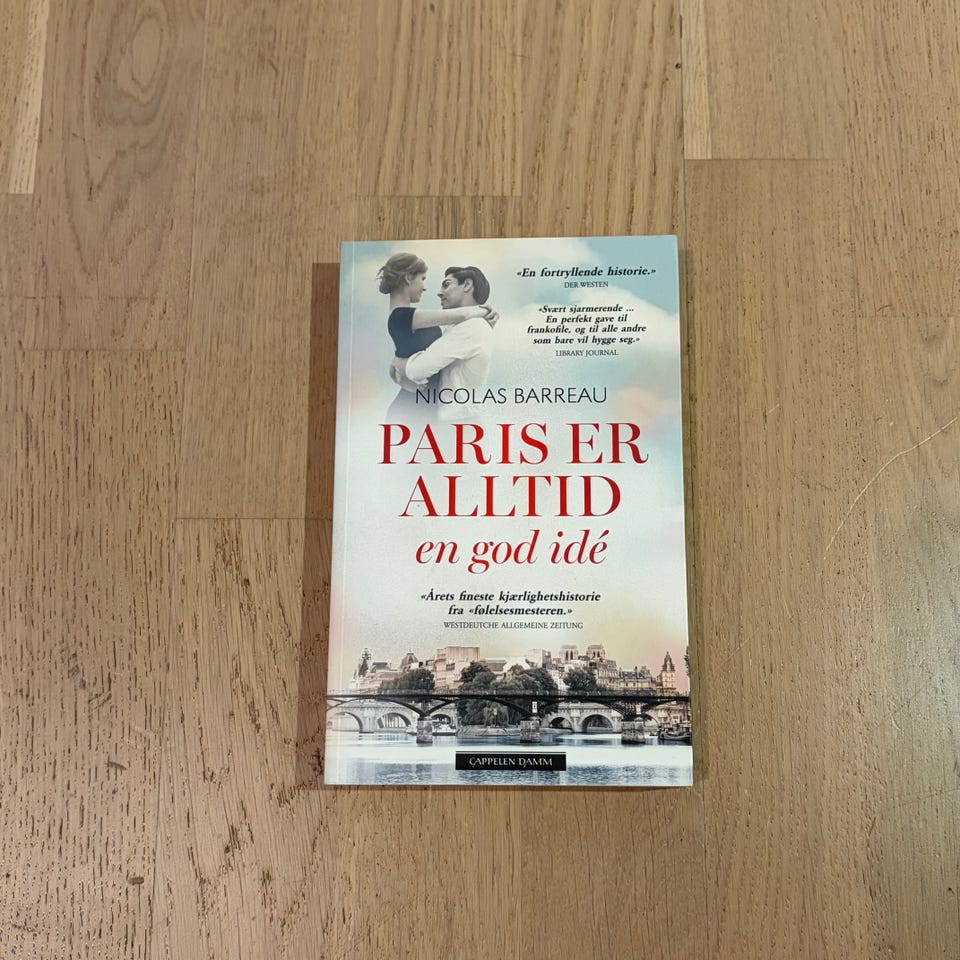 «En fortryllende historie.»
DER WESTEN
«Svært sjarmerende ...
En perfekt gave til
frankofile, og til alle andre
som bare vil hygge seg.»
LIBRARY JOURNAL
NICOLAS BARREAU
PARIS ER
ALLTID
en god idé
«Årets fineste kjærlighetshistorie
fra «følelsesmesteren.»
WESTDEUTCHE ALLGEMEINE ZEITUNG
CAPPELEN DAMM